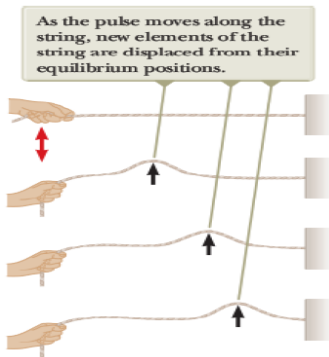 As the pulse moves along the
string, new elements of the
string are displaced from their
equilibrium positions.